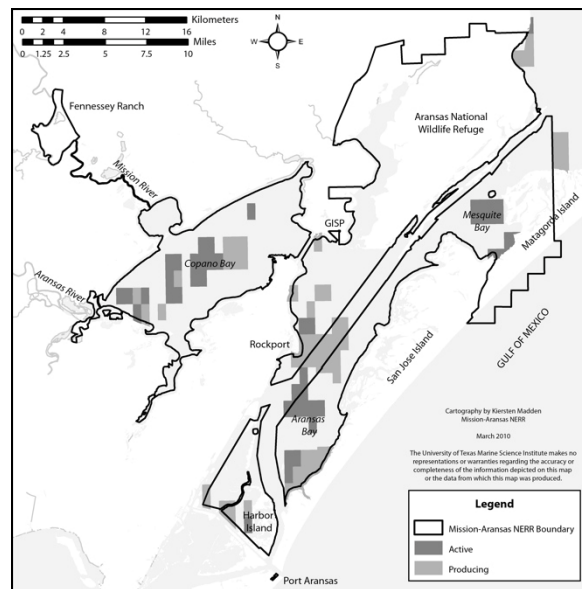 Kilometers
0 2 4 8 12 16
Miles
0 1.25 2.5 5 7.5 10
N
W E
S
Fennessey Ranch
Mission River
Aransas National
Wildlife Refuge
GISP
Mesquite
Bay
Matagorda Island
Copano Bay
Aransas River
Rockport
San Jose Island
GULF OF MEXICO
Aransas
Bay
Harbor
Island
Port Aransas
Cartography by Kiersten Madden
Mission-Aransas NERR
March 2010
The University of Texas Marine Science Institute makes no
representations or warranties regarding the accuracy or
completeness of the information depicted on this map
or the data from which this map was produced.
Legend
Mission-Aransas NERR Boundary
Active
Producing